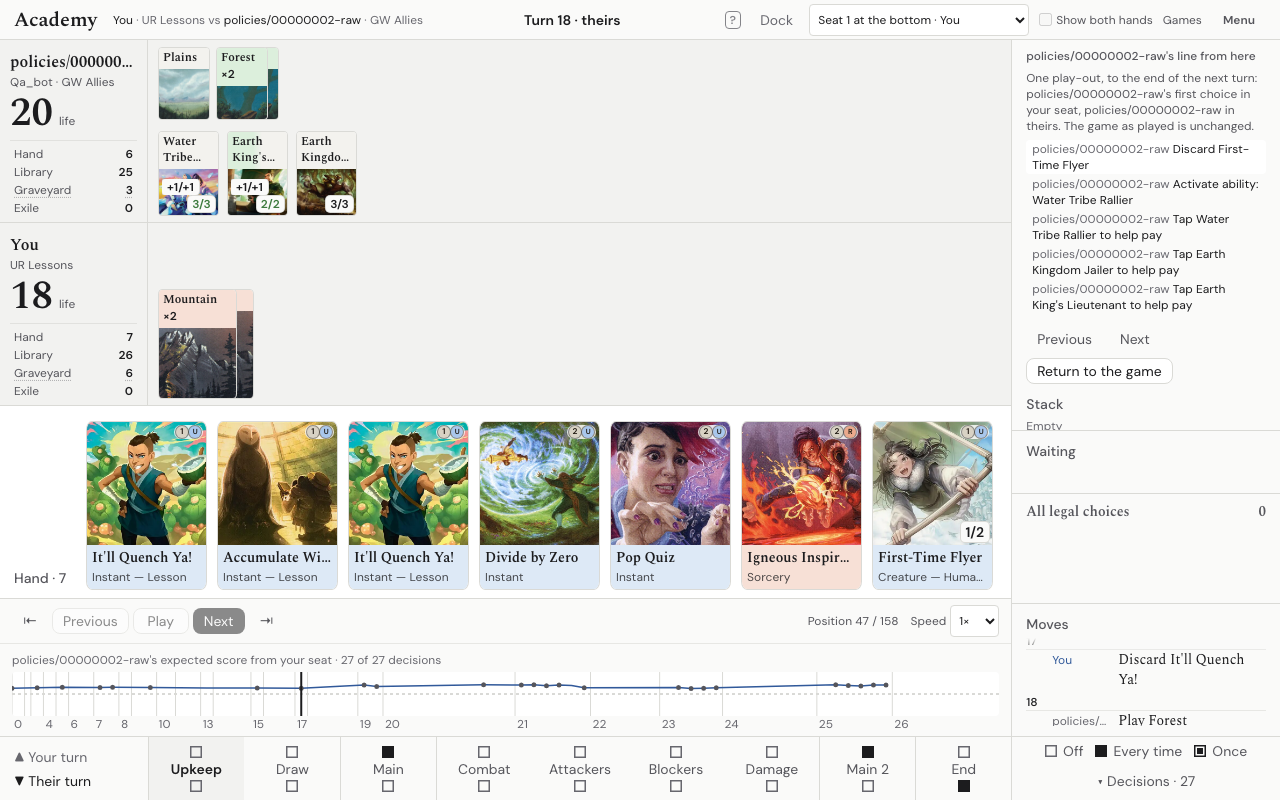 Academy
You · UR Lessons vs policies/00000002-raw · GW Allies
Turn 18 · theirs
?
Dock
Seat 1 at the bottom · You
Show both hands
Games
Menu
policies/000000...
Qa_bot · GW Allies
20 life
Hand 6
Library 25
Graveyard 3
Exile 0
Plains
Forest
×2
Water
Tribe...
+1/+1
3/3
Earth
King's...
+1/+1
2/2
Earth
Kingdo...
3/3
You
UR Lessons
18 life
Hand 7
Library 26
Graveyard 6
Exile 0
Mountain
×2
Hand · 7
1 U
It'll Quench Ya!
Instant — Lesson
1 U
Accumulate Wi...
Instant — Lesson
1 U
It'll Quench Ya!
Instant — Lesson
2 U
Divide by Zero
Instant
2 U
Pop Quiz
Instant
2 R
Igneous Inspir...
Sorcery
1 U
1/2
First-Time Flyer
Creature — Huma...
Previous
Play
Next
Position 47 / 158
Speed
1×
policies/00000002-raw's expected score from your seat · 27 of 27 decisions
0 4 6 7 8 10 13 15 17 19 20 21 22 23 24 25 26
▲ Your turn
▼ Their turn
Upkeep
Draw
Main
Combat
Attackers
Blockers
Damage
Main 2
End
policies/00000002-raw's line from here
One play-out, to the end of the next turn:
policies/00000002-raw's first choice in
your seat, policies/00000002-raw in
theirs. The game as played is unchanged.
policies/00000002-raw Discard First-
Time Flyer
policies/00000002-raw Activate ability:
Water Tribe Rallier
policies/00000002-raw Tap Water
Tribe Rallier to help pay
policies/00000002-raw Tap Earth
Kingdom Jailer to help pay
policies/00000002-raw Tap Earth
King's Lieutenant to help pay
Previous
Next
Return to the game
Stack
Empty
Waiting
All legal choices 0
Moves
17
You Discard It'll Quench
Ya!
18
policies/... Play Forest
Off
Every time
Once
Decisions · 27